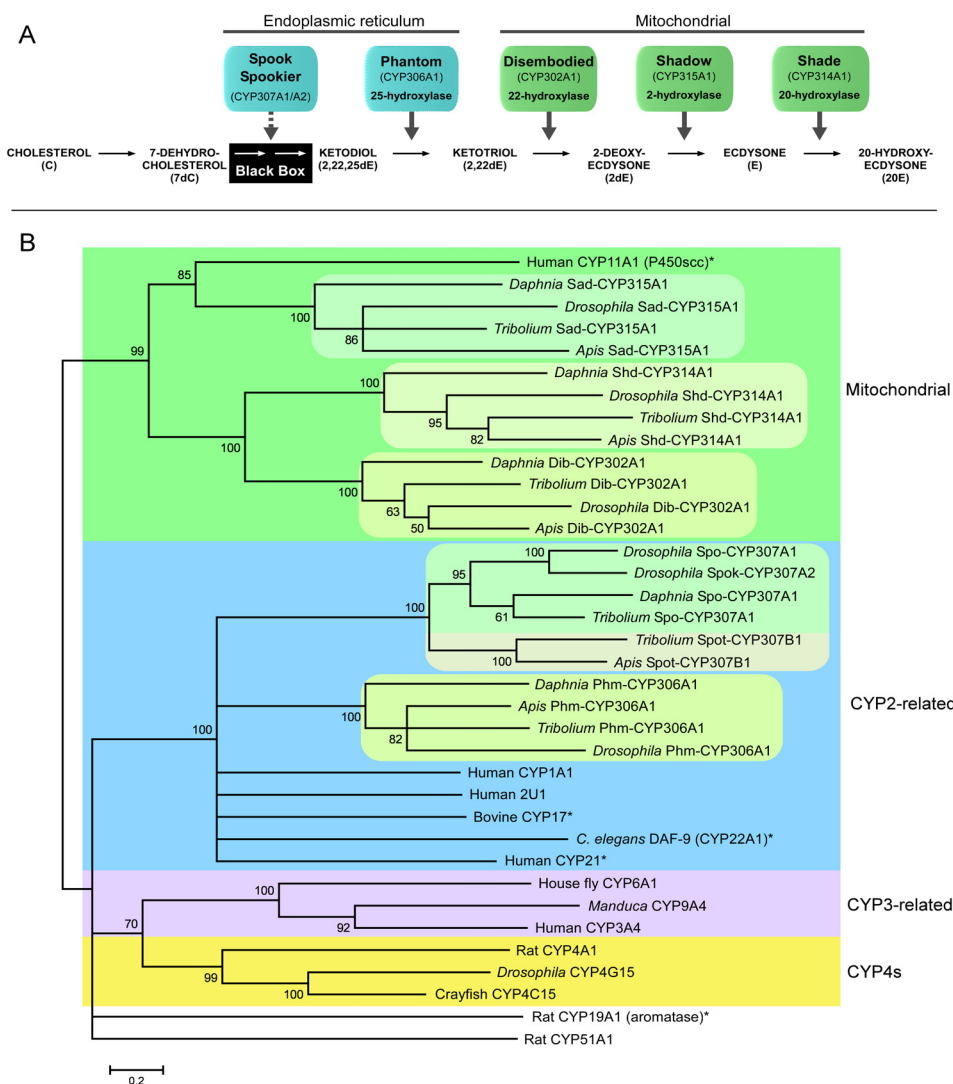 A
Endoplasmic reticulum
Mitochondrial
Spook
Spookier
(CYP307A1/A2)
Phantom
(CYP306A1)
25-hydroxylase
Disembodied
(CYP302A1)
22-hydroxylase
Shadow
(CYP315A1)
2-hydroxylase
Shade
(CYP314A1)
20-hydroxylase
CHOLESTEROL
(C)
7-DEHYDRO-
CHOLESTEROL
(7dC)
Black Box
KETODIOL
(2,22,25dE)
KETOTRIOL
(2,22dE)
2-DEOXY-
ECDYSONE
(2dE)
ECDYSONE
(E)
20-HYDROXY-
ECDYSONE
(20E)
B
Human CYP11A1 (P450scc)*
85
Daphnia Sad-CYP315A1
100
Drosophila Sad-CYP315A1
Tribolium Sad-CYP315A1
86
Apis Sad-CYP315A1
99
Daphnia Shd-CYP314A1
100
Drosophila Shd-CYP314A1
95
Tribolium Shd-CYP314A1
82
Apis Shd-CYP314A1
Mitochondrial
100
Daphnia Dib-CYP302A1
100
Tribolium Dib-CYP302A1
63
Drosophila Dib-CYP302A1
50
Apis Dib-CYP302A1
100
Drosophila Spo-CYP307A1
95
Drosophila Spok-CYP307A2
Daphnia Spo-CYP307A1
61
Tribolium Spo-CYP307A1
100
Tribolium Spot-CYP307B1
100
Apis Spot-CYP307B1
Daphnia Phm-CYP306A1
100
Apis Phm-CYP306A1
Tribolium Phm-CYP306A1
82
Drosophila Phm-CYP306A1
CYP2-related
100
Human CYP1A1
Human 2U1
Bovine CYP17*
C. elegans DAF-9 (CYP22A1)*
Human CYP21*
House fly CYP6A1
100
Manduca CYP9A4
92
Human CYP3A4
CYP3-related
70
Rat CYP4A1
99
Drosophila CYP4G15
100
Crayfish CYP4C15
CYP4s
Rat CYP19A1 (aromatase)*
Rat CYP51A1
0.2